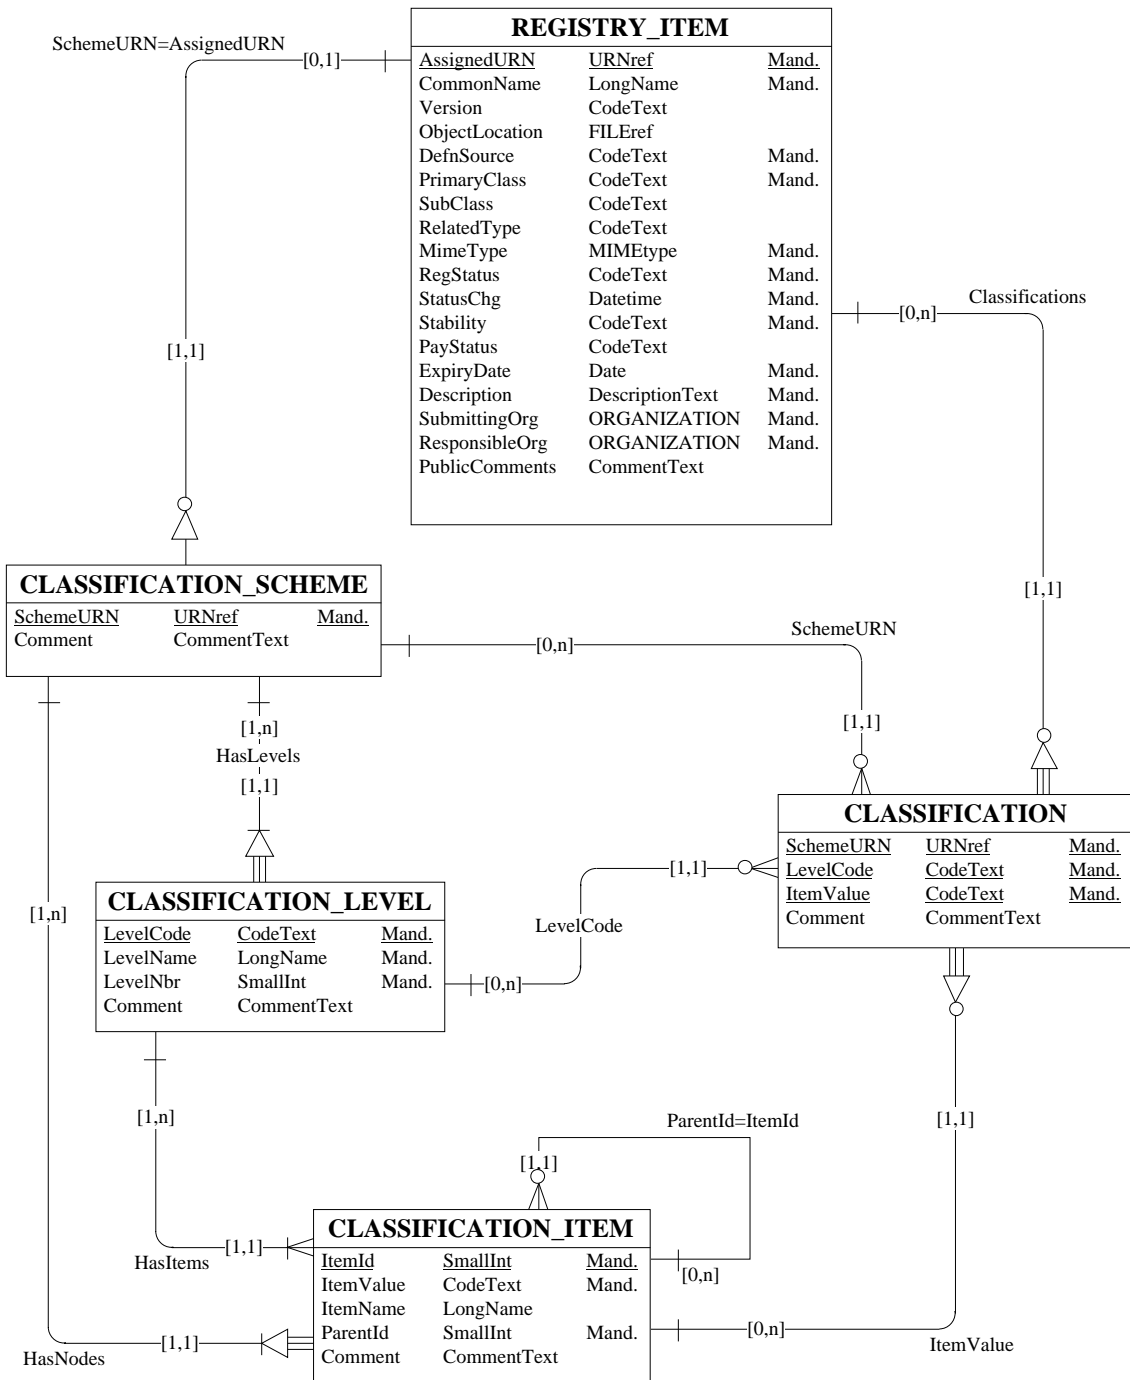 SchemeURN=AssignedURN
[0,1]
REGISTRY_ITEM
AssignedURN URNref Mand.
CommonName LongName Mand.
Version CodeText
ObjectLocation FILEref
DefnSource CodeText Mand.
PrimaryClass CodeText Mand.
SubClass CodeText
RelatedType CodeText
MimeType MIMEtype Mand.
RegStatus CodeText Mand.
StatusChg Datetime Mand.
Stability CodeText Mand.
PayStatus CodeText
ExpiryDate Date Mand.
Description DescriptionText Mand.
SubmittingOrg ORGANIZATION Mand.
ResponsibleOrg ORGANIZATION Mand.
PublicComments CommentText
Classifications
[0,n]
[1,1]
[1,1]
CLASSIFICATION_SCHEME
SchemeURN URNref Mand.
Comment CommentText
SchemeURN
[0,n]
[1,1]
[1,n]
HasLevels
[1,1]
CLASSIFICATION
SchemeURN URNref Mand.
LevelCode CodeText Mand.
ItemValue CodeText Mand.
Comment CommentText
[1,1]
LevelCode
[0,n]
CLASSIFICATION_LEVEL
LevelCode CodeText Mand.
LevelName LongName Mand.
LevelNbr SmallInt Mand.
Comment CommentText
[1,n]
[1,n]
[1,1]
ParentId=ItemId
[1,1]
[0,n]
CLASSIFICATION_ITEM
ItemId SmallInt Mand.
ItemValue CodeText Mand.
ItemName LongName
ParentId SmallInt Mand.
Comment CommentText
[1,1]
HasItems
[1,1]
HasNodes
[0,n]
ItemValue